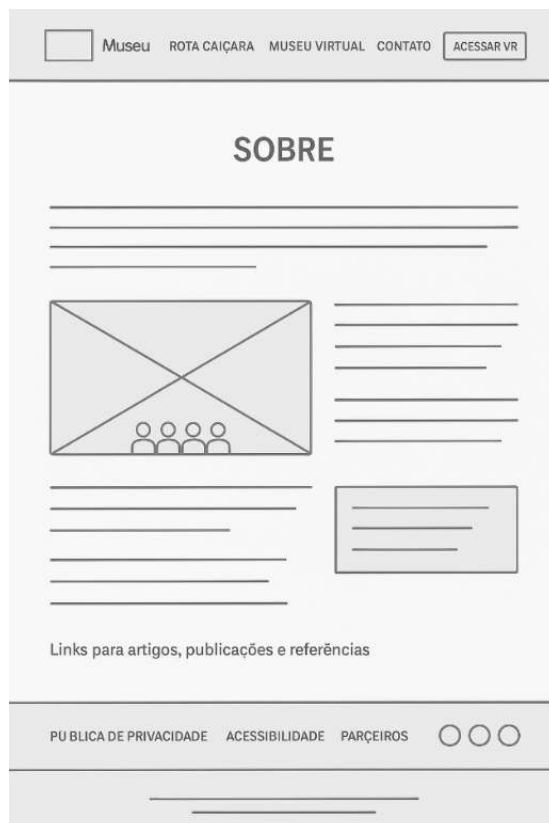 Museu ROTA CAIÇARA MUSEU VIRTUAL CONTATO ACESSAR VR
SOBRE
Links para artigos, publicações e referências
PU BLICA DE PRIVACIDADE ACESSIBILIDADE PARÇEIROS